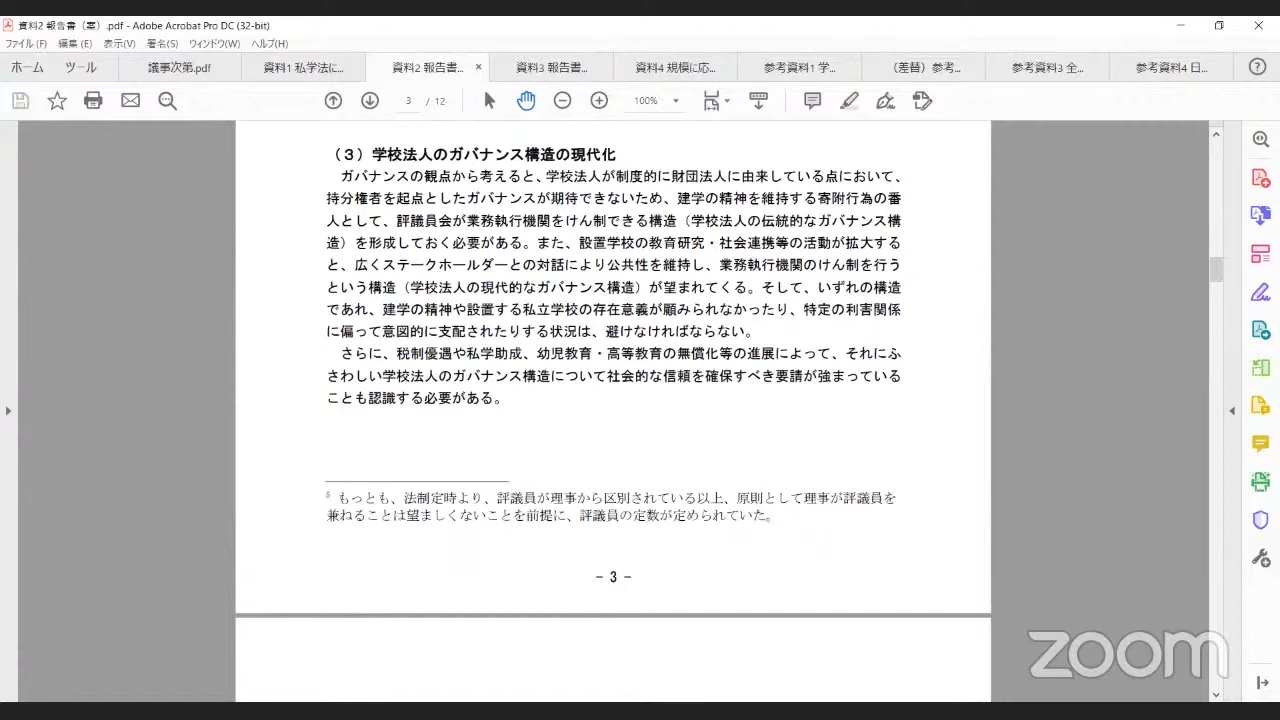 資料2 報告書（案）.pdf - Adobe Acrobat Pro DC (32-bit)
ファイル(F) 編集(E) 表示(V) 署名(S) ウィンドウ(W) ヘルプ(H)
ホーム ツール 議事次第.pdf 資料1 私学法に... 資料2 報告書... × 資料3 報告書... 資料4 規模に応... 参考資料1 学... （差替）参考... 参考資料3 全... 参考資料4 日...
3 / 12 100%
（３）学校法人のガバナンス構造の現代化
ガバナンスの観点から考えると、学校法人が制度的に財団法人に由来している点において、
持分権者を起点としたガバナンスが期待できないため、建学の精神を維持する寄附行為の番
人として、評議員会が業務執行機関をけん制できる構造（学校法人の伝統的なガバナンス構
造）を形成しておく必要がある。また、設置学校の教育研究・社会連携等の活動が拡大する
と、広くステークホールダーとの対話により公共性を維持し、業務執行機関のけん制を行う
という構造（学校法人の現代的なガバナンス構造）が望まれてくる。そして、いずれの構造
であれ、建学の精神や設置する私立学校の存在意義が顧みられなかったり、特定の利害関係
に偏って意図的に支配されたりする状況は、避けなければならない。
さらに、税制優遇や私学助成、幼児教育・高等教育の無償化等の進展によって、それにふ
さわしい学校法人のガバナンス構造について社会的な信頼を確保すべき要請が強まっている
ことも認識する必要がある。
5 もっとも、法制定時より、評議員が理事から区別されている以上、原則として理事が評議員を
兼ねることは望ましくないことを前提に、評議員の定数が定められていた。
- 3 -
zoom